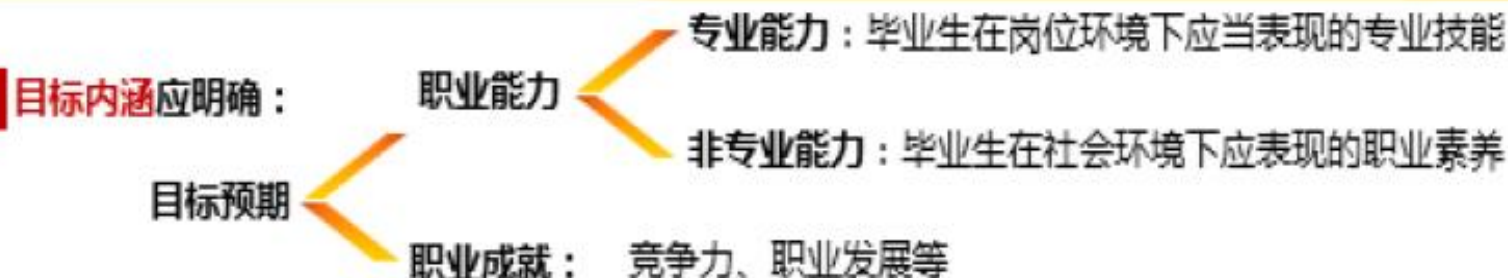 专业能力：毕业生在岗位环境下应当表现的专业技能
目标内涵应明确：
职业能力
非专业能力：毕业生在社会环境下应表现的职业素养
目标预期
职业成就： 竞争力、职业发展等